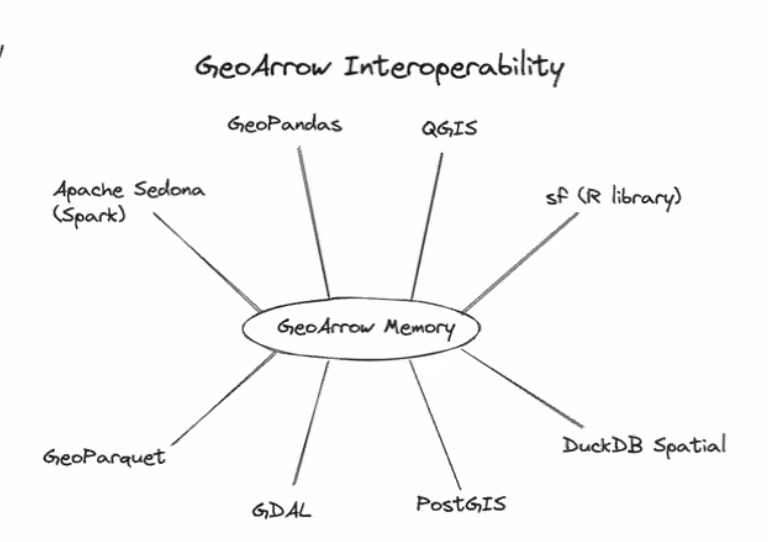 GeoArrow Interoperability
GeoPandas
QGIS
Apache Sedona
(Spark)
sf (R library)
GeoArrow Memory
GeoParquet
DuckDB Spatial
GDAL
PostGIS